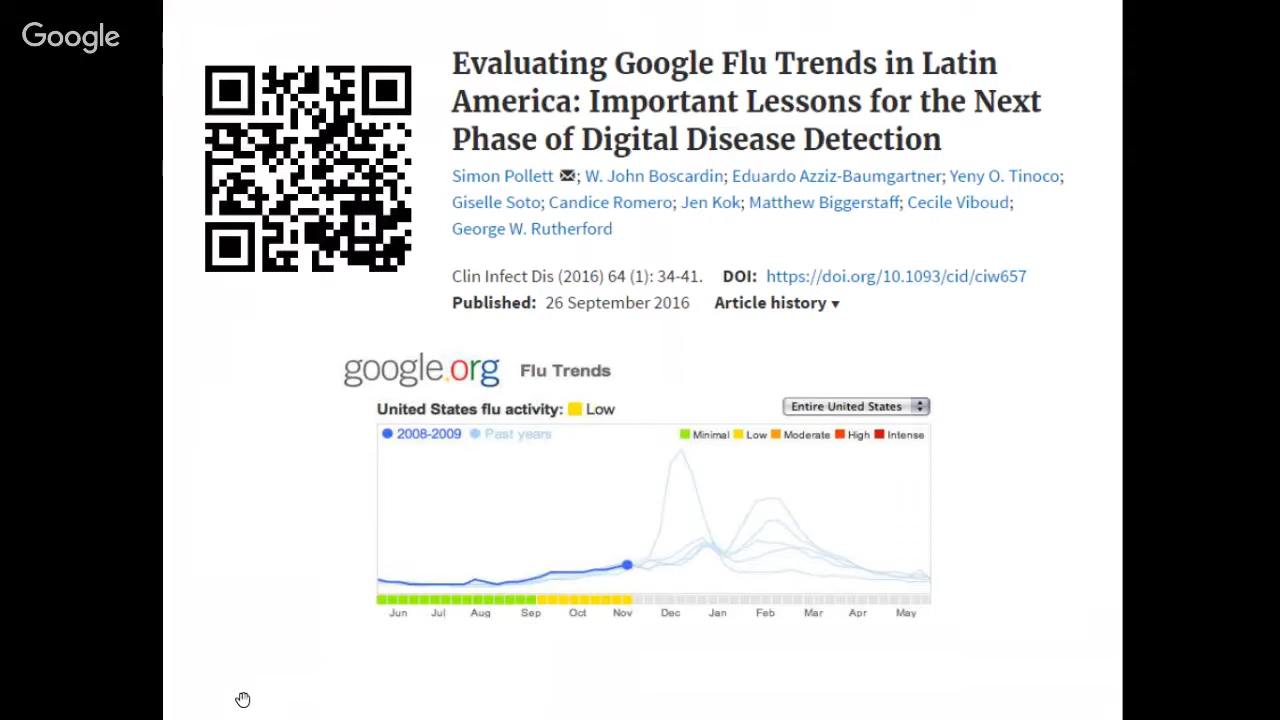 Google
Evaluating Google Flu Trends in Latin
America: Important Lessons for the Next
Phase of Digital Disease Detection
Simon Pollett ; W. John Boscardin; Eduardo Azziz-Baumgartner; Yeny O. Tinoco;
Giselle Soto; Candice Romero; Jen Kok; Matthew Biggerstaff; Cecile Viboud;
George W. Rutherford
Clin Infect Dis (2016) 64 (1): 34-41. DOI: https://doi.org/10.1093/cid/ciw657
Published: 26 September 2016 Article history
google.org Flu Trends
United States flu activity: Low Entire United States
2008-2009 Past years Minimal Low Moderate High Intense
Jun Jul Aug Sep Oct Nov Dec Jan Feb Mar Apr May